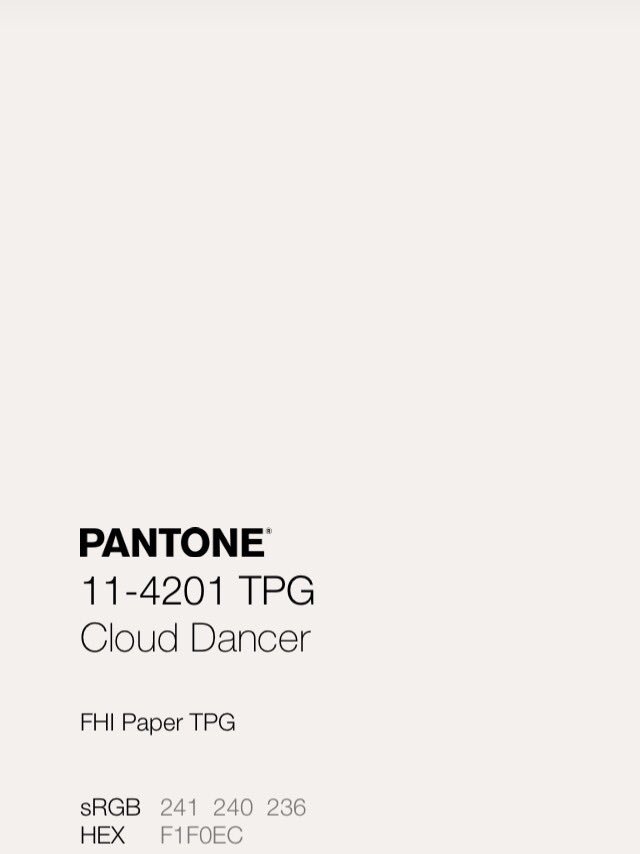 PANTONE®
11-4201 TPG
Cloud Dancer
FHI Paper TPG
sRGB 241 240 236
HEX F1F0EC